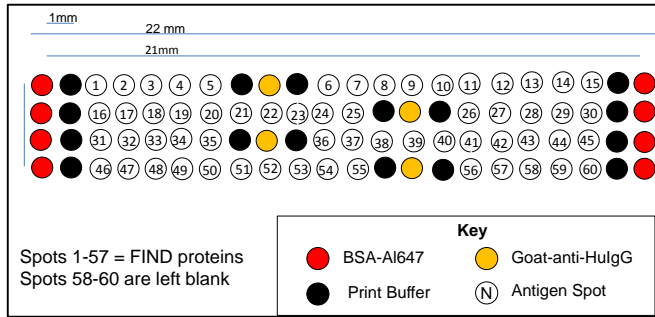 1mm
22 mm
21mm
1 2 3 4 5 6 7 8 9 10 11 12 13 14 15
16 17 18 19 20 21 22 23 24 25 26 27 28 29 30
31 32 33 34 35 36 37 38 39 40 41 42 43 44 45
46 47 48 49 50 51 52 53 54 55 56 57 58 59 60
Spots 1-57 = FIND proteins
Spots 58-60 are left blank
Key
BSA-Al647 Goat-anti-HuIgG
Print Buffer N Antigen Spot